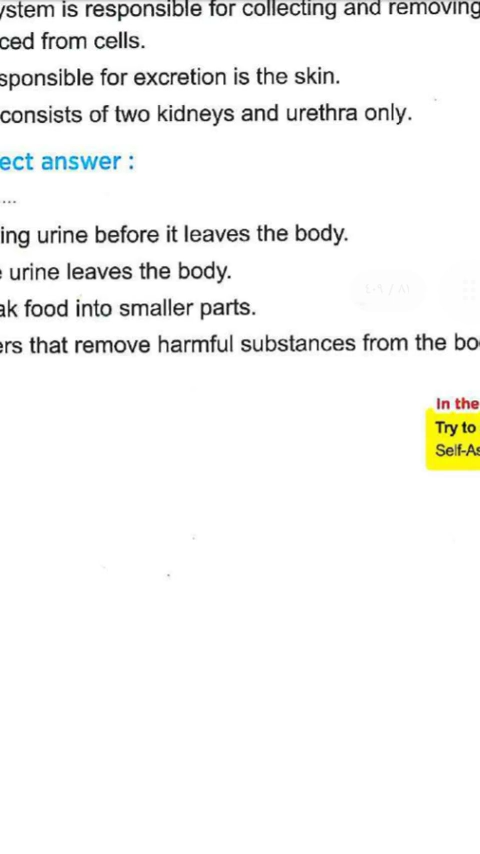 ystem is responsible for collecting and removing
ced from cells.
sponsible for excretion is the skin.
consists of two kidneys and urethra only.
ect answer :
....
ing urine before it leaves the body.
e urine leaves the body.
ak food into smaller parts.
ers that remove harmful substances from the bo
In the
Try to
Self-As